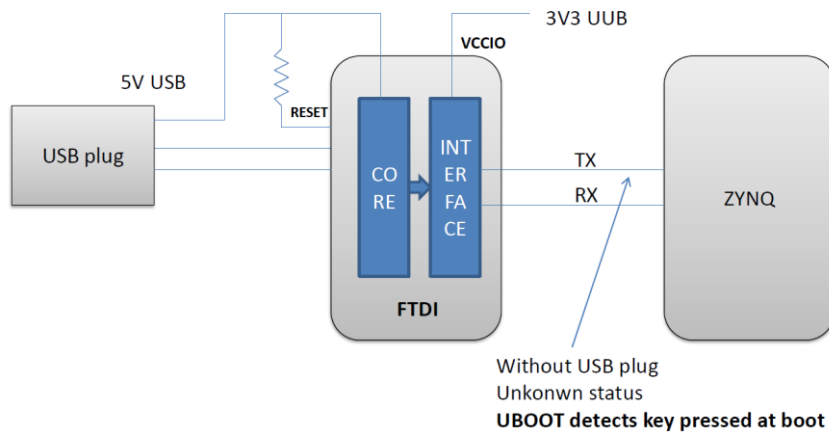 3V3 UUB
VCCIO
5V USB
RESET
USB plug
CO
RE
INT
ER
FA
CE
TX
RX
ZYNQ
FTDI
Without USB plug
Unkonwn status
UBOOT detects key pressed at boot